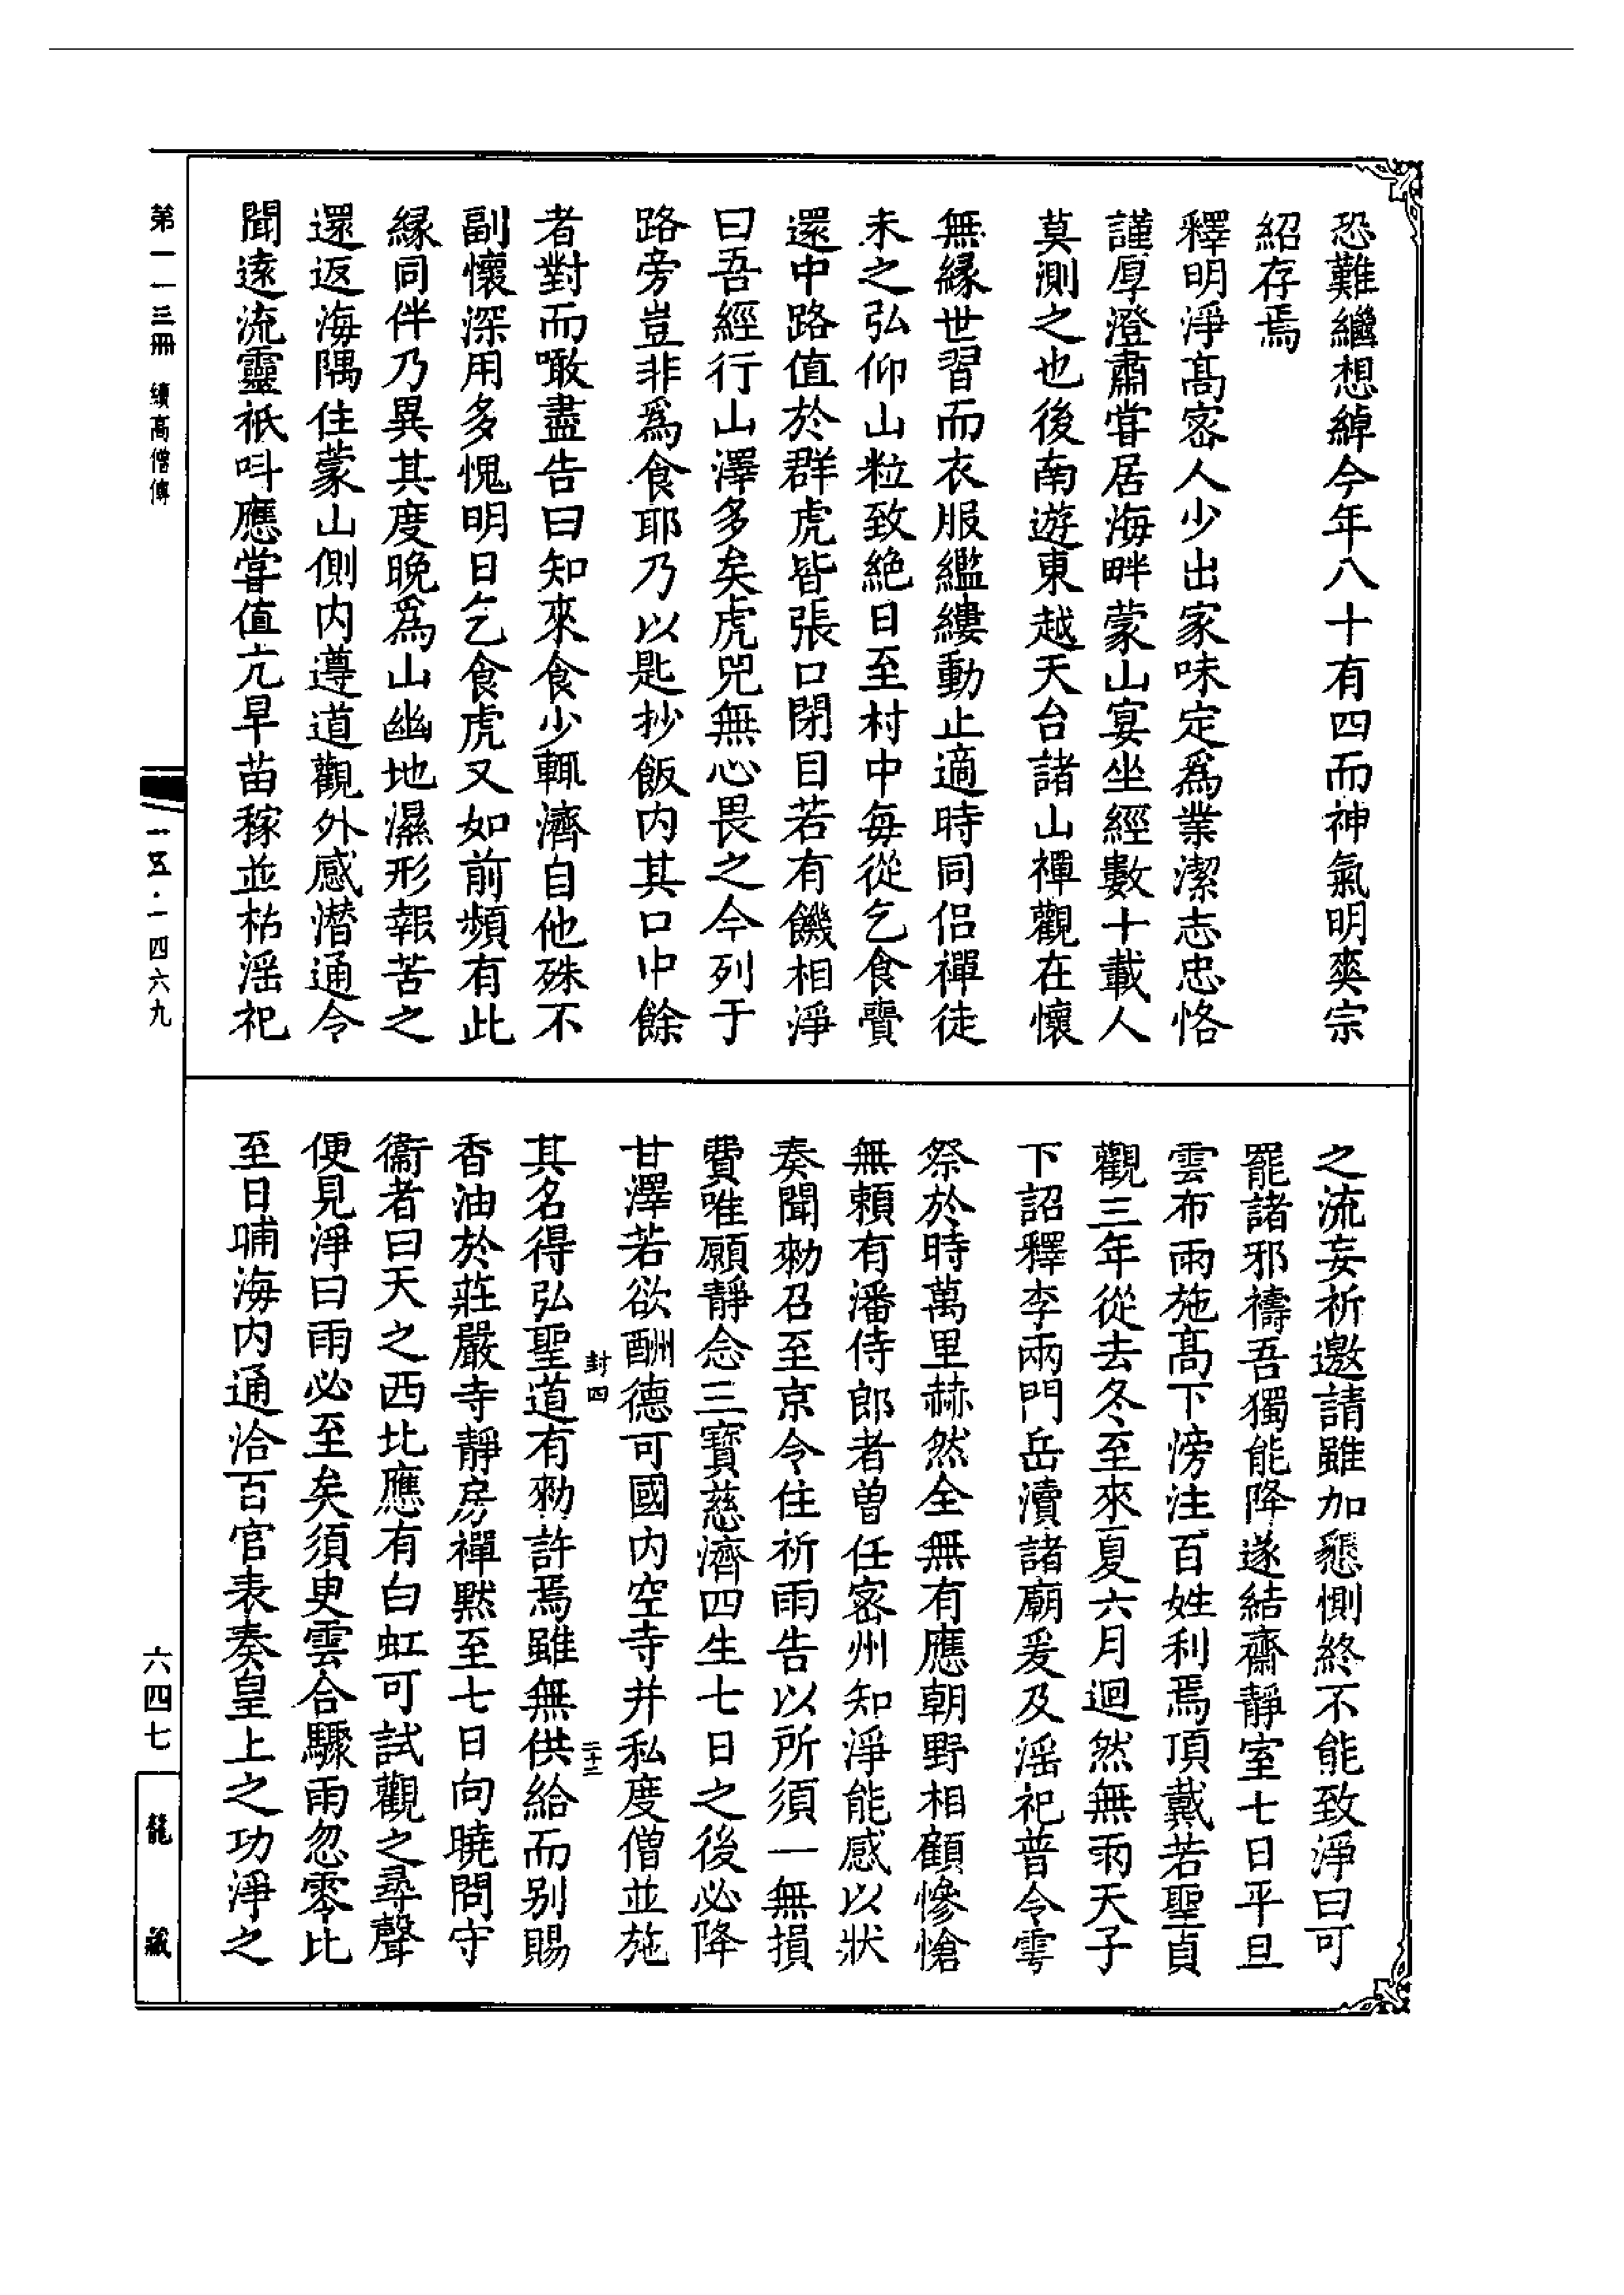 恐難繼想綽今年八十有四而神氣明爽宗
紹存焉
釋明淨高密人少出家味定爲業潔志忠恪
謹厚澄肅甞居海畔蒙山宴坐經數十載人
莫測之也後南遊東越天台諸山禪觀在懷
無縁世習而衣服繿縷動止適時同侣禪徒
未之弘仰山粒致絶日至村中每從乞食賷
還中路值於群虎皆張口閉目若有饑相淨
曰吾經行山澤多矣虎兕無心畏之今列于
路旁豈非爲食耶乃以匙抄飯内其口中餘
者對而噉盡告曰知來食少輒濟自他殊不
副懷深用多愧明日乞食虎又如前頻有此
縁同伴乃異其度晚爲山幽地濕形報苦之
還返海隅住蒙山側内遵道觀外感潜通令
聞逺流靈祇呌應甞值亢旱苗稼並枯淫祀
之流妄祈邀請雖加懇惻終不能致淨曰可
罷諸邪禱吾獨能降遂結齋靜室七日平旦
雲布雨施高下滂注百姓利焉頂戴若聖貞
觀三年從去冬至來夏六月迥然無雨天子
下詔釋李兩門岳瀆諸廟爰及淫祀普令雩
祭於時萬里赫然全無有應朝野相顧慘愴
無賴有潘侍郎者曾任密州知淨能感以狀
奏聞勑召至京令住祈雨告以所須一無損
費唯願靜念三寳慈濟四生七日之後必降
甘澤若欲酬德可國内空寺并私度僧並施
其名得弘聖道有勑許焉雖無供給而别賜
香油於莊嚴寺靜房禪默至七日向曉問守
衞者曰天之西北應有白虹可試觀之尋聲
便見淨曰雨必至矣須臾雲合驟雨忽零比
至日晡海内通洽百官表奏皇上之功淨之
封四
二十二
第一一三冊 續高僧傳
一五·一四六九
六四七
龍藏